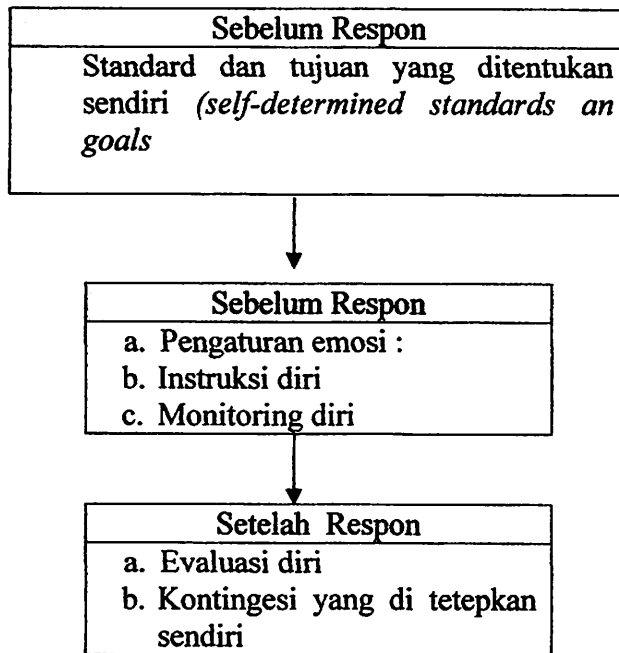 Sebelum Respon
Standard dan tujuan yang ditentukan
sendiri (self-determined standards an
goals
Sebelum Respon
a. Pengaturan emosi :
b. Instruksi diri
c. Monitoring diri
Setelah Respon
a. Evaluasi diri
b. Kontingesi yang di tetepkan
sendiri